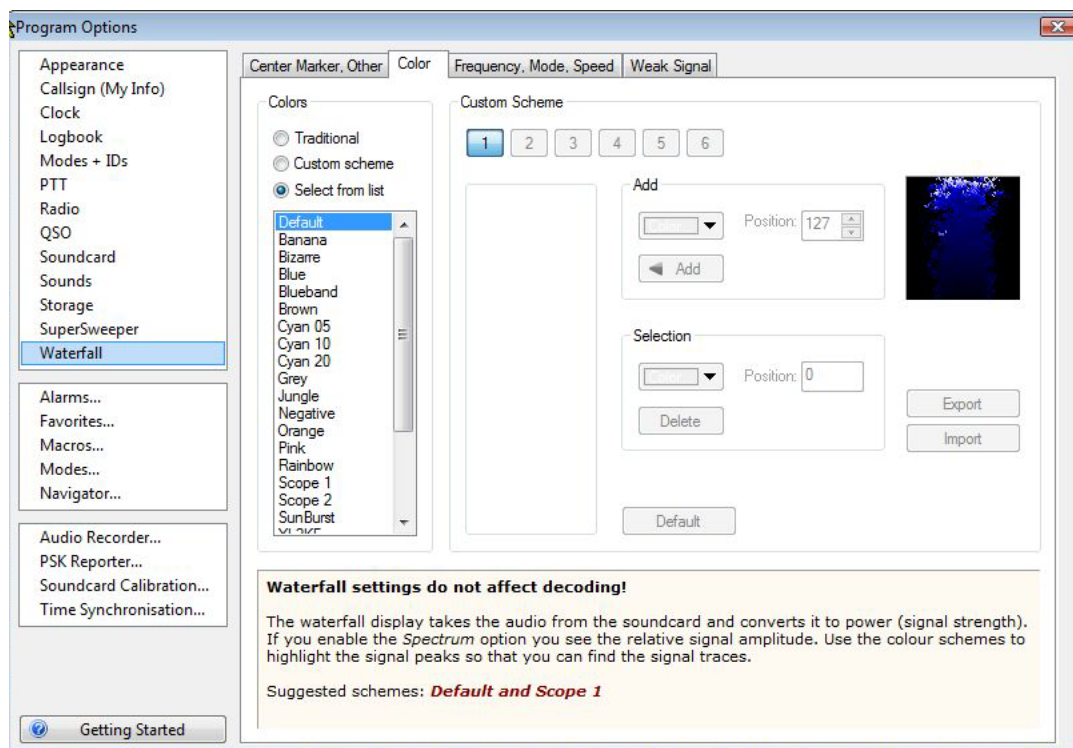 Program Options
Appearance
Callsign (My Info)
Clock
Logbook
Modes + IDs
PTT
Radio
QSO
Soundcard
Sounds
Storage
SuperSweeper
Waterfall
Alarms...
Favorites...
Macros...
Modes...
Navigator...
Audio Recorder...
PSK Reporter...
Soundcard Calibration...
Time Synchronisation...
Getting Started
Center Marker, Other
Color
Frequency, Mode, Speed
Weak Signal
Colors
Traditional
Custom scheme
Select from list
Default
Banana
Bizarre
Blue
Blueband
Brown
Cyan 05
Cyan 10
Cyan 20
Grey
Jungle
Negative
Orange
Pink
Rainbow
Scope 1
Scope 2
SunBurst
Custom Scheme
1 2 3 4 5 6
Add
Color
Position: 127
Add
Selection
Color
Position: 0
Delete
Default
Export
Import
Waterfall settings do not affect decoding!
The waterfall display takes the audio from the soundcard and converts it to power (signal strength).
If you enable the Spectrum option you see the relative signal amplitude. Use the colour schemes to
highlight the signal peaks so that you can find the signal traces.
Suggested schemes: Default and Scope 1